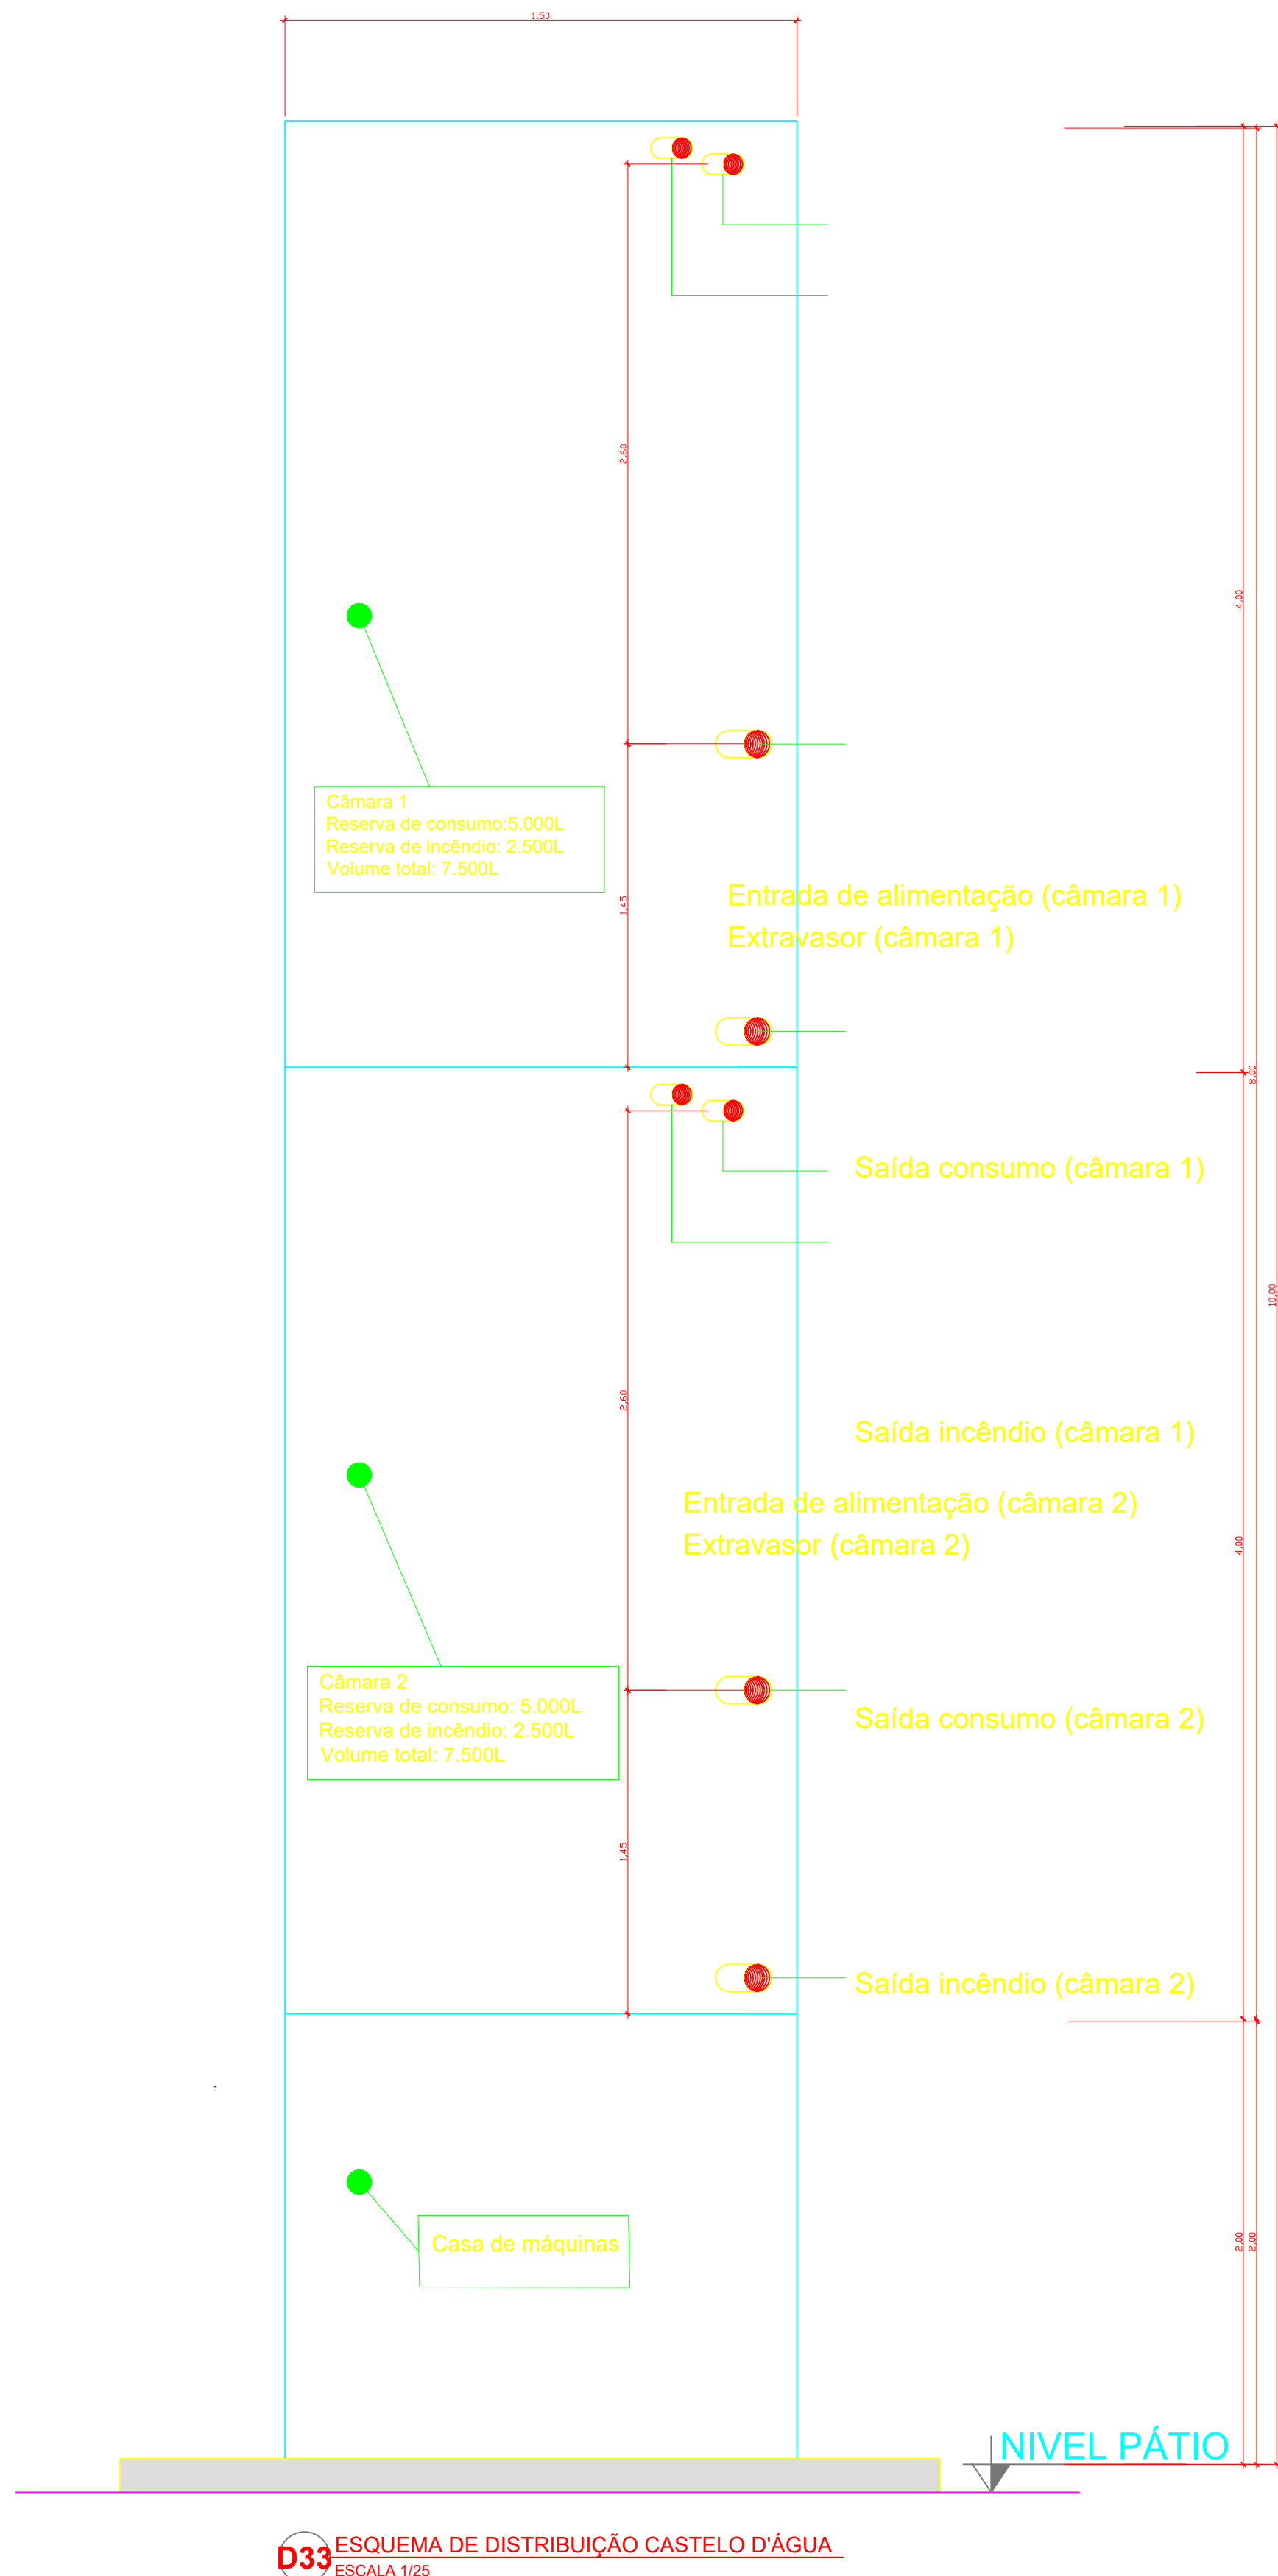 1,50
2,60
4,00
Câmara 1
Reserva de consumo:5.000L
Reserva de incêndio: 2.500L
Volume total: 7.500L
1,45
Entrada de alimentação (câmara 1)
Extravasor (câmara 1)
8,00
Saída consumo (câmara 1)
10,00
2,60
Saída incêndio (câmara 1)
Entrada de alimentação (câmara 2)
Extravasor (câmara 2)
4,00
Câmara 2
Reserva de consumo: 5.000L
Reserva de incêndio: 2.500L
Volume total: 7.500L
Saída consumo (câmara 2)
1,45
Saída incêndio (câmara 2)
Casa de máquinas
2,00
2,00
NIVEL PÁTIO
D33
ESQUEMA DE DISTRIBUIÇÃO CASTELO D'ÁGUA
ESCALA 1/25